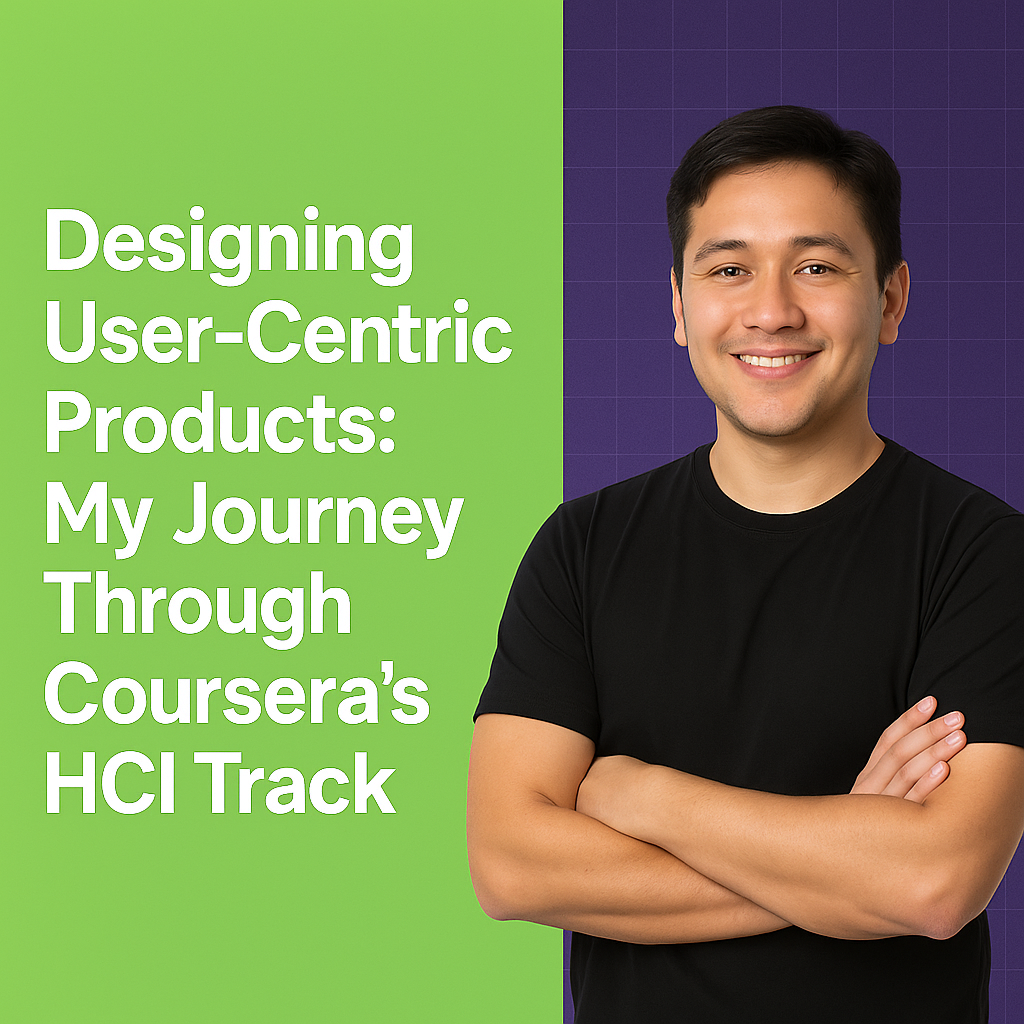 Designing
User-Centric
Products:
My Journey
Through
Coursera’s
HCI Track